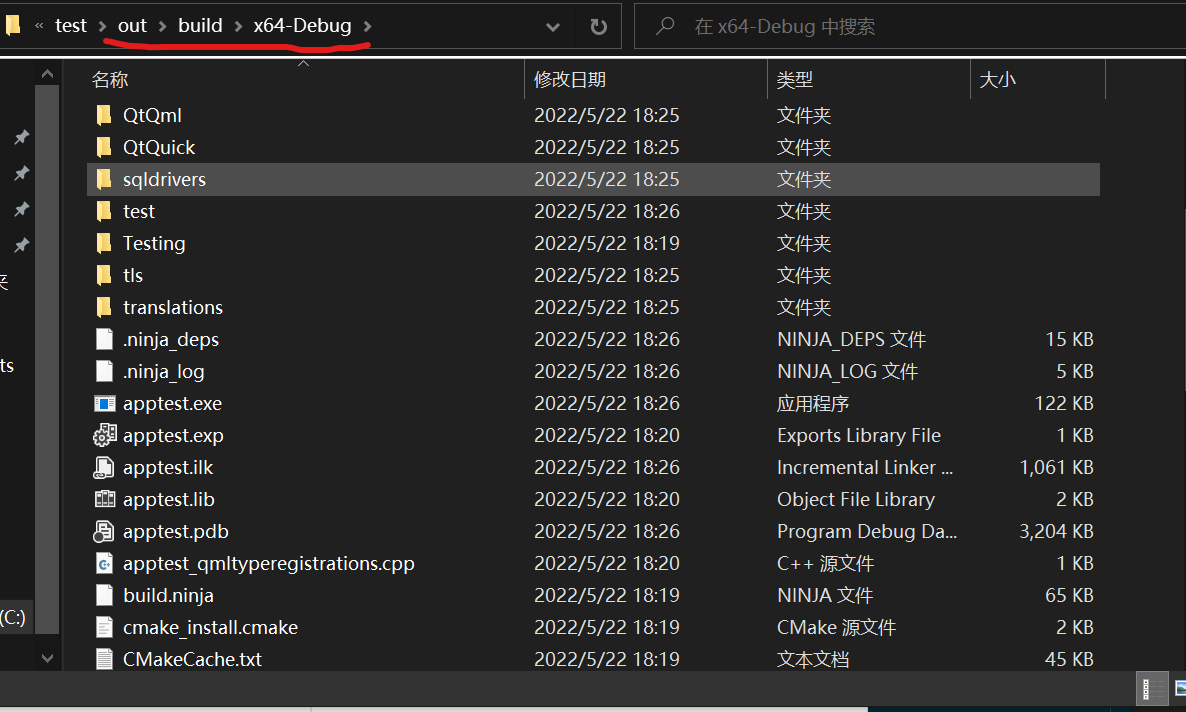 « test > out > build > x64-Debug >
在 x64-Debug 中搜索
名称 修改日期 类型 大小
QtQml 2022/5/22 18:25 文件夹
QtQuick 2022/5/22 18:25 文件夹
sqldrivers 2022/5/22 18:25 文件夹
test 2022/5/22 18:26 文件夹
Testing 2022/5/22 18:19 文件夹
tls 2022/5/22 18:25 文件夹
translations 2022/5/22 18:25 文件夹
.ninja_deps 2022/5/22 18:26 NINJA_DEPS 文件 15 KB
ts
.ninja_log 2022/5/22 18:26 NINJA_LOG 文件 5 KB
apptest.exe 2022/5/22 18:26 应用程序 122 KB
apptest.exp 2022/5/22 18:20 Exports Library File 1 KB
apptest.ilk 2022/5/22 18:26 Incremental Linker ... 1,061 KB
apptest.lib 2022/5/22 18:20 Object File Library 2 KB
apptest.pdb 2022/5/22 18:26 Program Debug Da... 3,204 KB
apptest_qmltyperegistrations.cpp 2022/5/22 18:20 C++ 源文件 1 KB
build.ninja 2022/5/22 18:19 NINJA 文件 65 KB
(C:)
cmake_install.cmake 2022/5/22 18:19 CMake 源文件 2 KB
CMakeCache.txt 2022/5/22 18:19 文本文档 45 KB